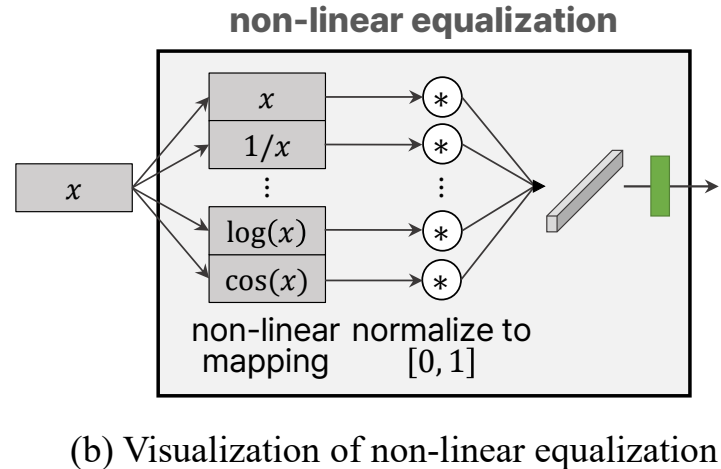 non-linear equalization
x
x
1/x
⋮
⋮
log(x)
cos(x)
*
*
*
*
non-linear
mapping
normalize to
[0, 1]
(b) Visualization of non-linear equalization